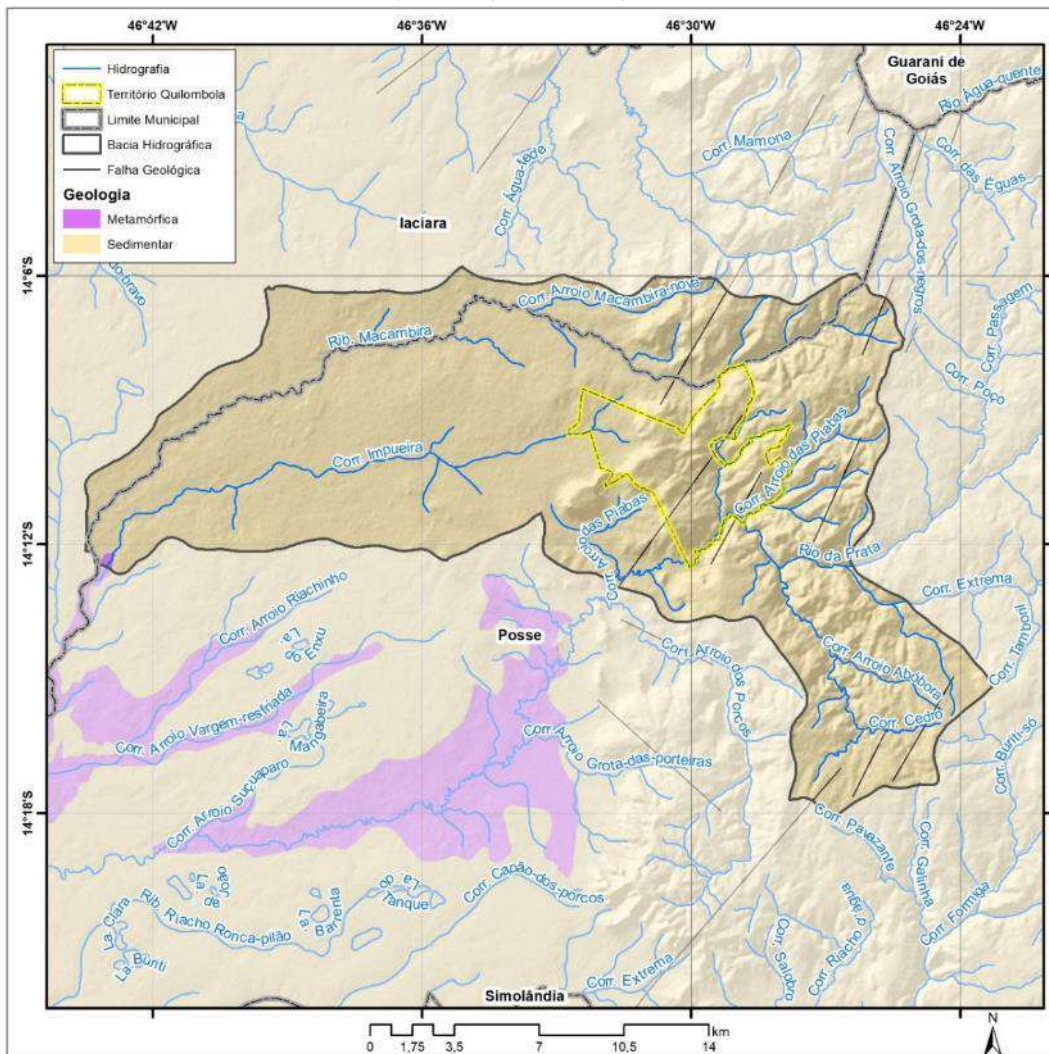 46°42'W
46°36'W
46°30'W
46°24'W
Hidrografia
Território Quilombola
Limite Municipal
Bacia Hidrográfica
Falha Geológica
Geologia
Metamórfica
Sedimentar
Guarani de
Goiás
Rio Água-quente
Corr. Mamona
Corr. das Éguas
Corr. Arroio Grota-dos-negros
Corr. Água-fede
Iaciara
14°6'S
do-bravo
Corr. Arroio Macambira-nova
Rib. Macambira
Corr. Passagem
Corr. Poço
Corr. Impueira
Corr. Arroio das Piabas
Corr. Arroio das Piabas
14°12'S
Rio da Prata
Corr. Extrema
Corr. Arroio Riachinho
La.
do
Enxu
Posse
Corr. Arroio dos Porcos
Corr. Arroio Abóbora
Corr. Cedro
Corr. Buriti-só
Corr. Arroio Vargem-resfriada
La.
Mangabeira
Corr. Arroio Grota-das-porteiras
Corr. Arroio Suçuaparo
14°18'S
Corr. Pavazante
Corr. Capão-dos-porcos
La. do
Tanque
La. do
João
La.
Barrenta
Rib. Riacho Ronca-pilão
La. Clara
La. Buriti
Corr. Galinha
Corr. Formiga
Corr. Riacho
d'água
Corr. Salobro
Corr. Extrema
Simolândia
N
km
0 1,75 3,5 7 10,5 14